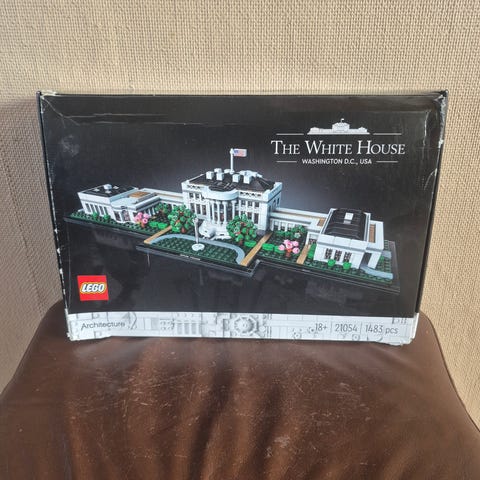 THE WHITE HOUSE
WASHINGTON D.C., USA
LEGO
Architecture
18+ 21054 1483 pcs